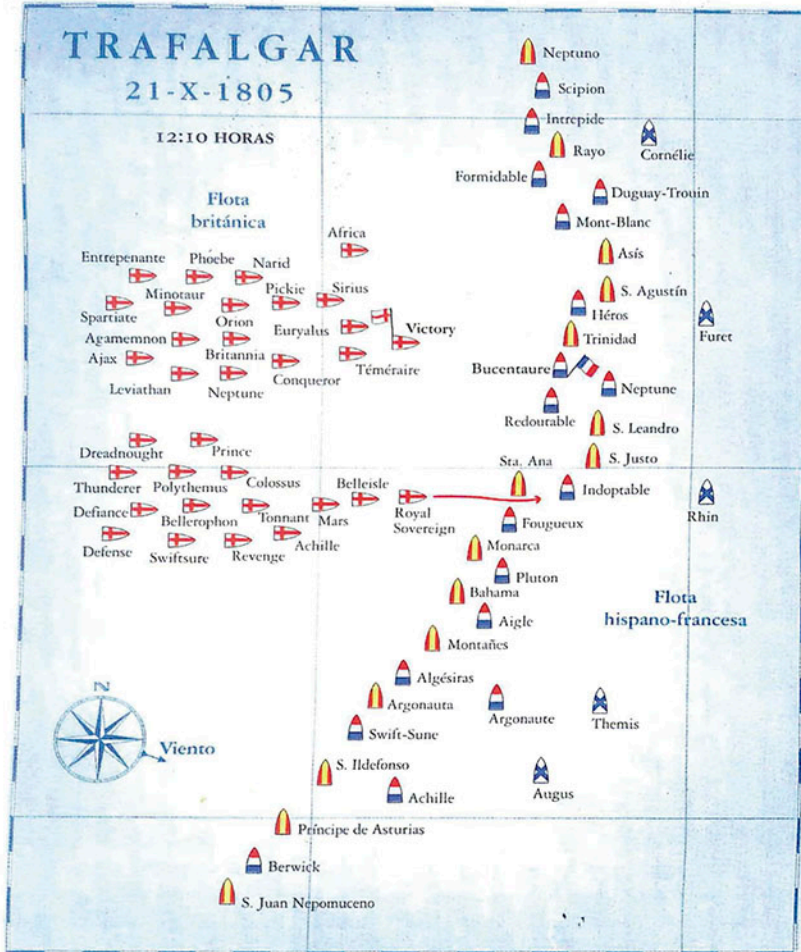 TRAFALGAR
21-X-1805
12:10 HORAS
Flota
británica
Neptuno
Scipion
Intrepide
Rayo
Cornélie
Formidable
Duguay-Trouin
Mont-Blanc
Africa
Asís
Entrepenante
Phoebe
Narid
Pickie
Sirius
S. Agustín
Minotaur
Héros
Spartiate
Orion
Euryalus
Victory
Trinidad
Furet
Agamemnon
Britannia
Téméraire
Ajax
Conqueror
Bucentaure
Leviathan
Neptune
Neptune
Redoutable
S. Leandro
Dreadnought
Prince
S. Justo
Sta. Ana
Thunderer
Polythemus
Colossus
Belleisle
Indoptable
Defiance
Bellerophon
Tonnant
Mars
Royal
Sovereign
Rhin
Fougueux
Defense
Swiftsure
Revenge
Achille
Monarca
Pluton
Bahama
Flota
hispano-francesa
Aigle
Montañes
Algésiras
Argonauta
Argonaute
Themis
N
Viento
Swift-Sune
S. Ildefonso
Achille
Augus
Príncipe de Asturias
Berwick
S. Juan Nepomuceno